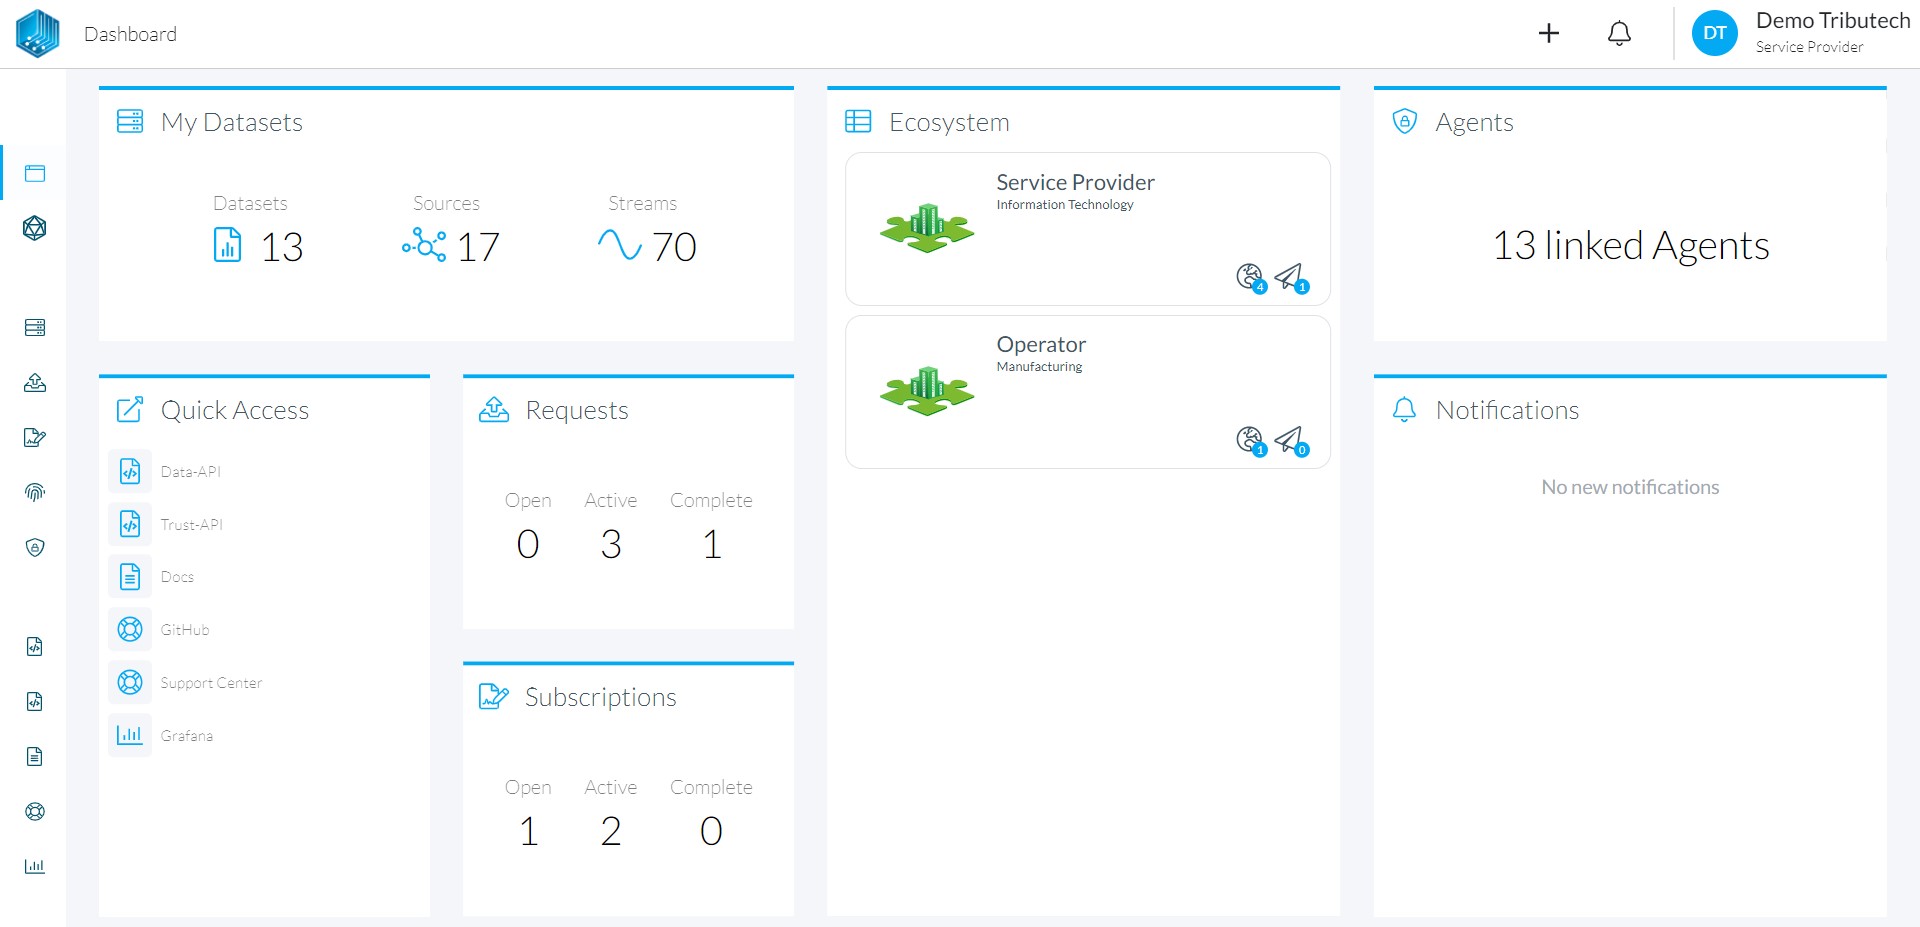 Dashboard
DT
Demo Tributech
Service Provider
My Datasets
Datasets
13
Sources
17
Streams
70
Quick Access
Data-API
Trust-API
Docs
GitHub
Support Center
Grafana
Requests
Open Active Complete
0 3 1
Subscriptions
Open Active Complete
1 2 0
Ecosystem
Service Provider
Information Technology
4 1
Operator
Manufacturing
1 0
Agents
13 linked Agents
Notifications
No new notifications